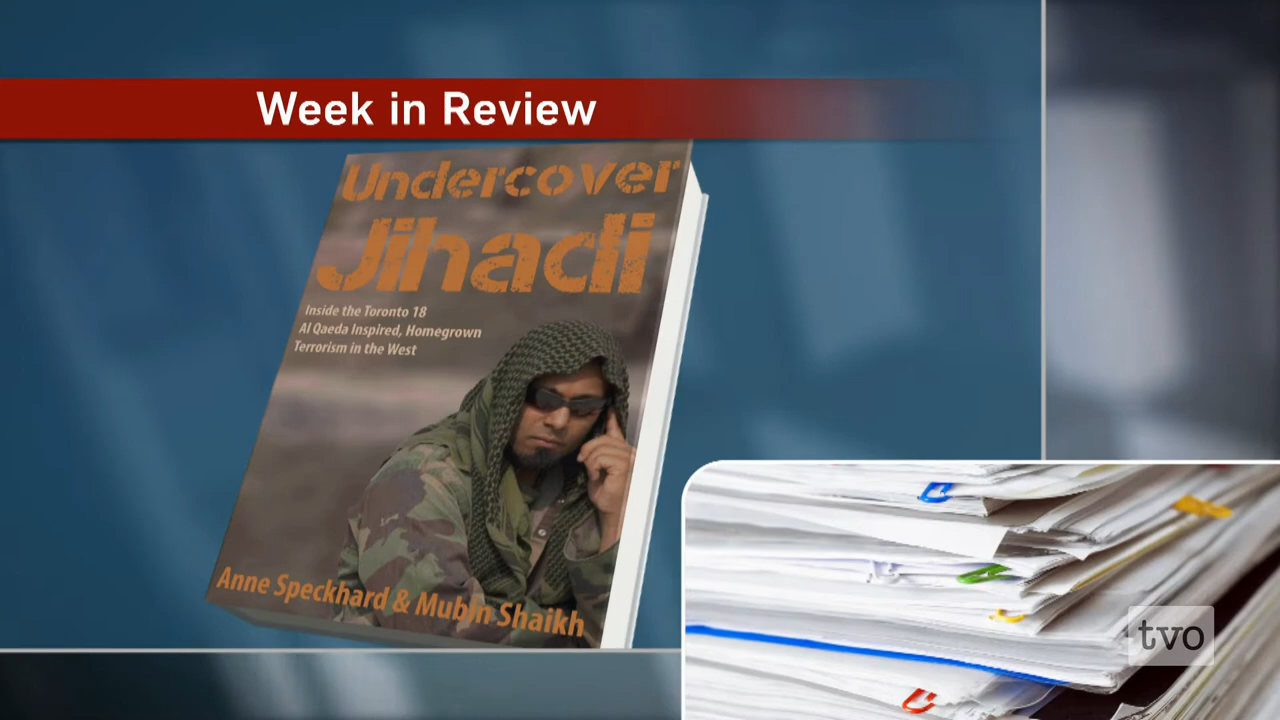 Week in Review
Undercover
Jihadi
Inside the Toronto 18
Al Qaeda Inspired, Homegrown
Terrorism in the West
Anne Speckhard & Mubin Shaikh
tvo